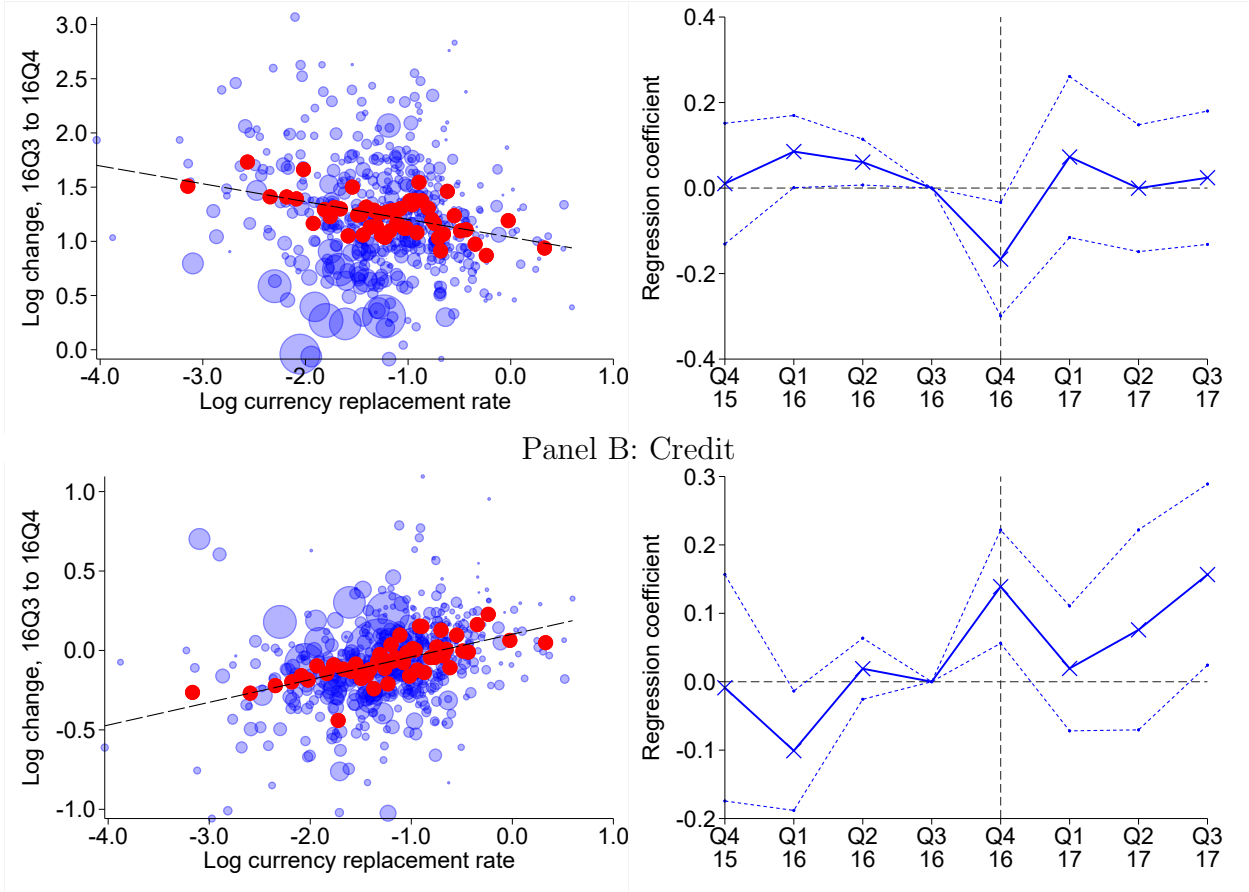 Log change, 16Q3 to 16Q4
3.0
2.5
2.0
1.5
1.0
0.5
0.0
-4.0 -3.0 -2.0 -1.0 0.0 1.0
Log currency replacement rate
Regression coefficient
0.4
0.2
0.0
-0.2
-0.4
Q4 Q1 Q2 Q3 Q4 Q1 Q2 Q3
15 16 16 16 16 17 17 17
Panel B: Credit
Log change, 16Q3 to 16Q4
1.0
0.5
0.0
-0.5
-1.0
-4.0 -3.0 -2.0 -1.0 0.0 1.0
Log currency replacement rate
Regression coefficient
0.3
0.2
0.1
0.0
-0.1
-0.2
Q4 Q1 Q2 Q3 Q4 Q1 Q2 Q3
15 16 16 16 16 17 17 17